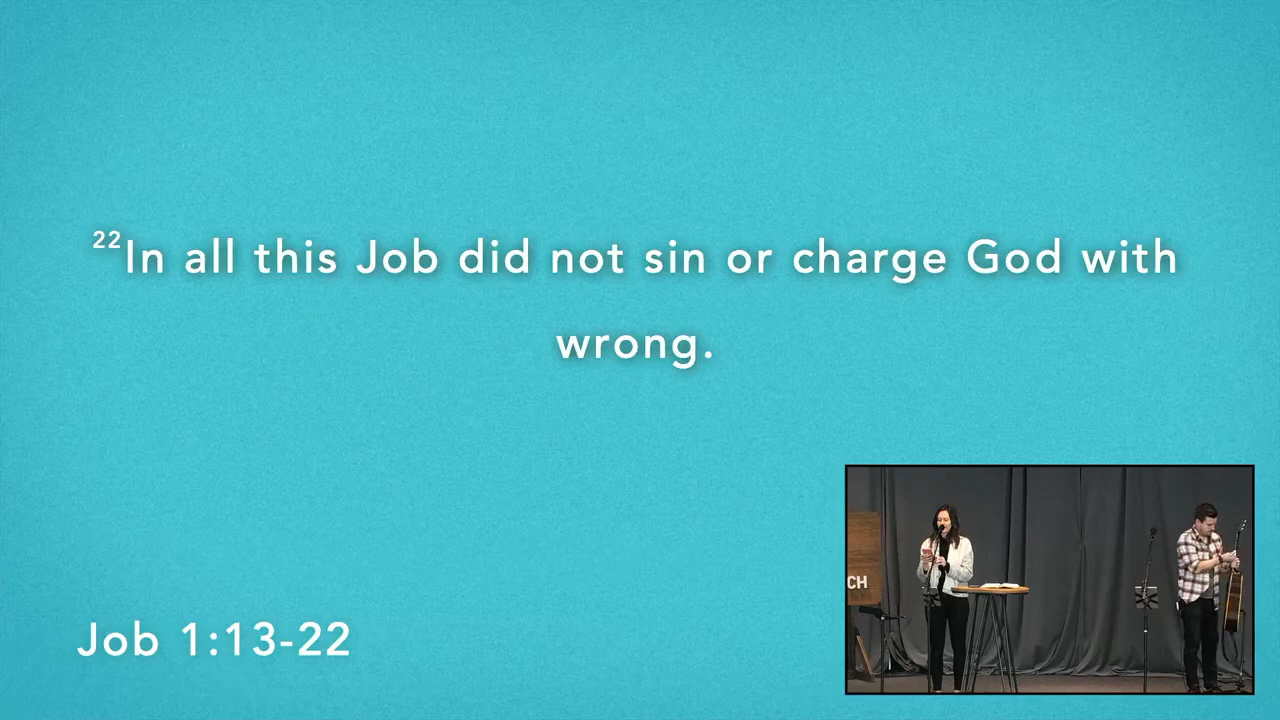 ²²In all this Job did not sin or charge God with
wrong.
Job 1:13-22
CH